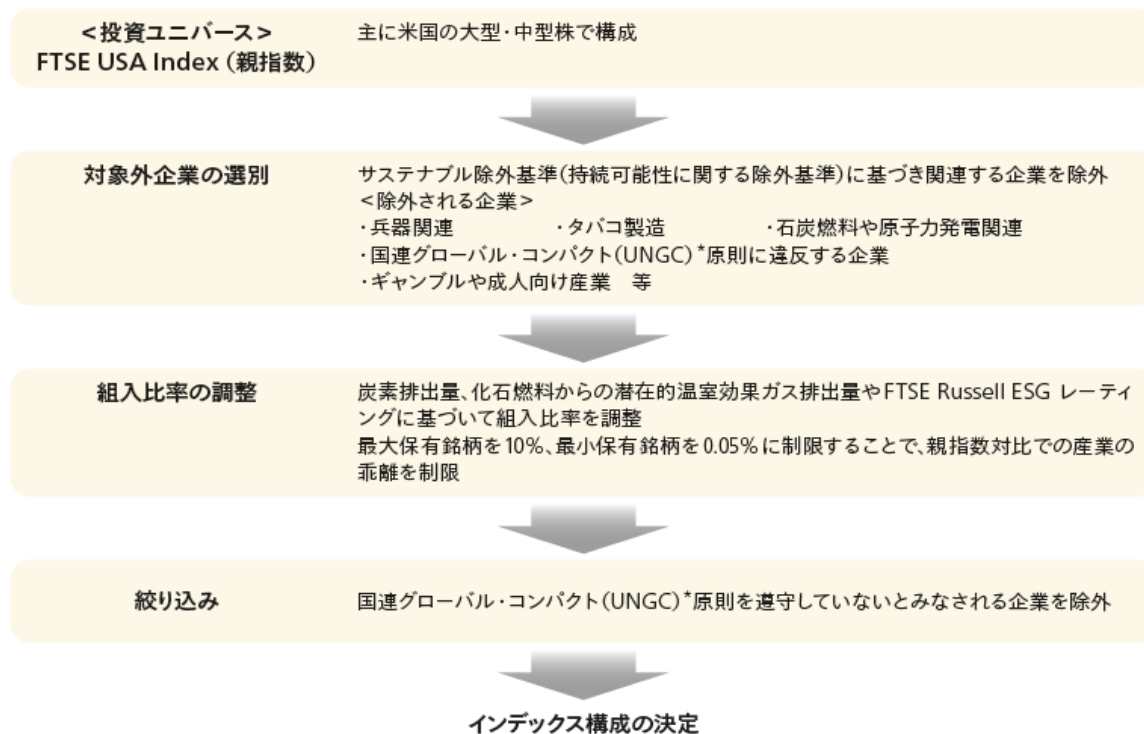 <投資ユニバース>
FTSE USA Index（親指数）
主に米国の大型・中型株で構成
対象外企業の選別
サステナブル除外基準（持続可能性に関する除外基準）に基づき関連する企業を除外
<除外される企業>
・兵器関連 ・タバコ製造 ・石炭燃料や原子力発電関連
・国連グローバル・コンパクト（UNGC）*原則に違反する企業
・ギャンブルや成人向け産業 等
組入比率の調整
炭素排出量、化石燃料からの潜在的温室効果ガス排出量やFTSE Russell ESG レーティ
ングに基づいて組入比率を調整
最大保有銘柄を10%、最小保有銘柄を0.05%に制限することで、親指数対比での産業の
乖離を制限
絞り込み
国連グローバル・コンパクト（UNGC）*原則を遵守していないとみなされる企業を除外
インデックス構成の決定